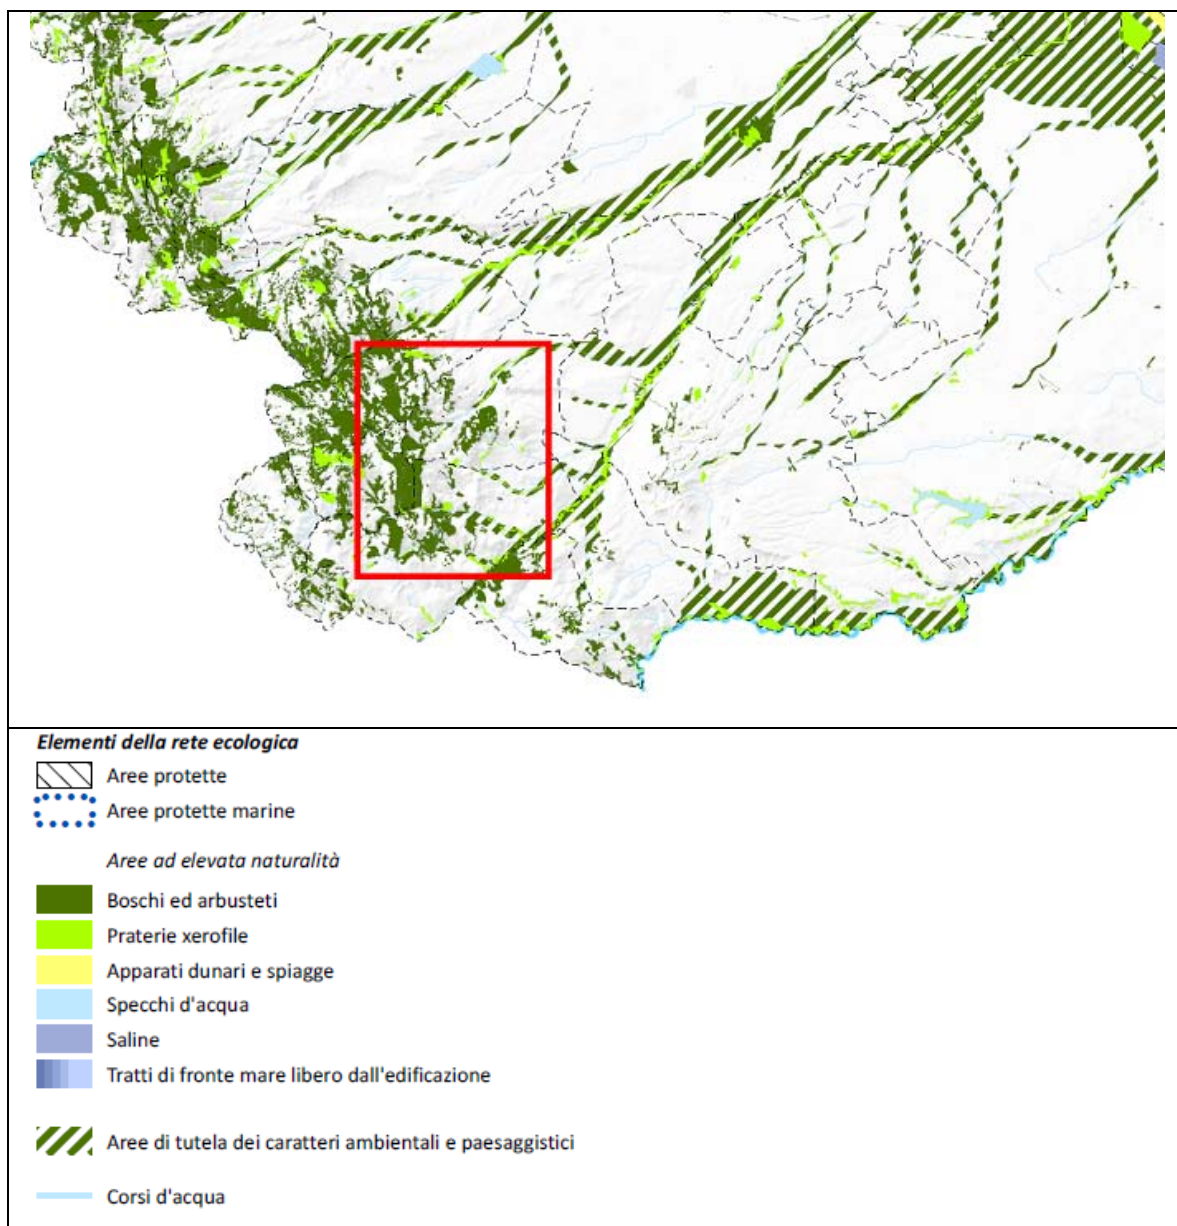 Elementi della rete ecologica
Aree protette
Aree protette marine
Aree ad elevata naturalità
Boschi ed arbusteti
Praterie xerofile
Apparati dunari e spiagge
Specchi d'acqua
Saline
Tratti di fronte mare libero dall'edificazione
Aree di tutela dei caratteri ambientali e paesaggistici
Corsi d'acqua